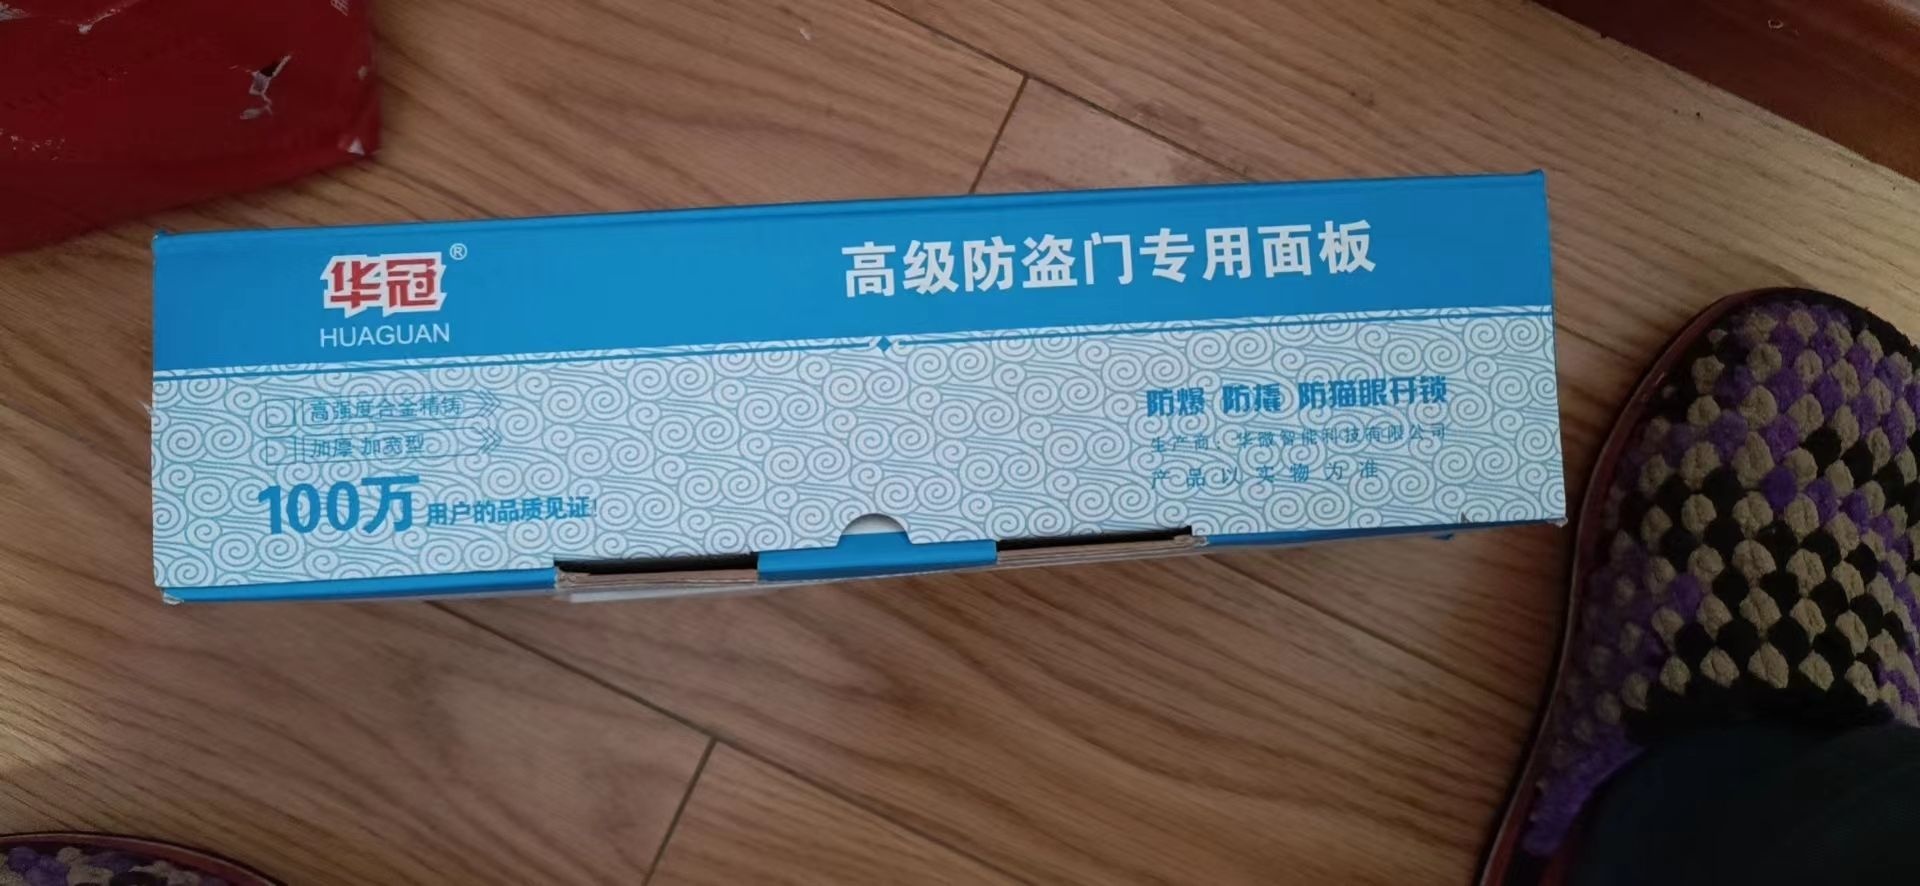 华冠®
HUAGUAN
高级防盗门专用面板
高强度合金精铸
加厚 加宽型
100万用户的品质见证!
防爆 防撬 防猫眼开锁
生产商：华微智能科技有限公司
产品以实物为准